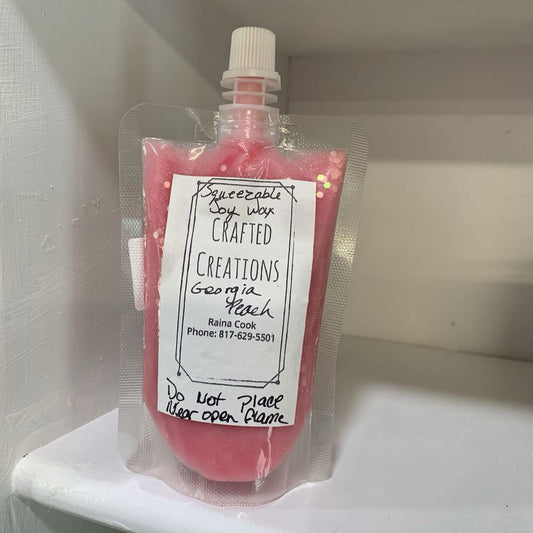 Squeezable
Soy Wax
CRAFTED
CREATIONS
Georgia
Peach
Raina Cook
Phone: 817-629-5501
Do Not Place
Near open flame